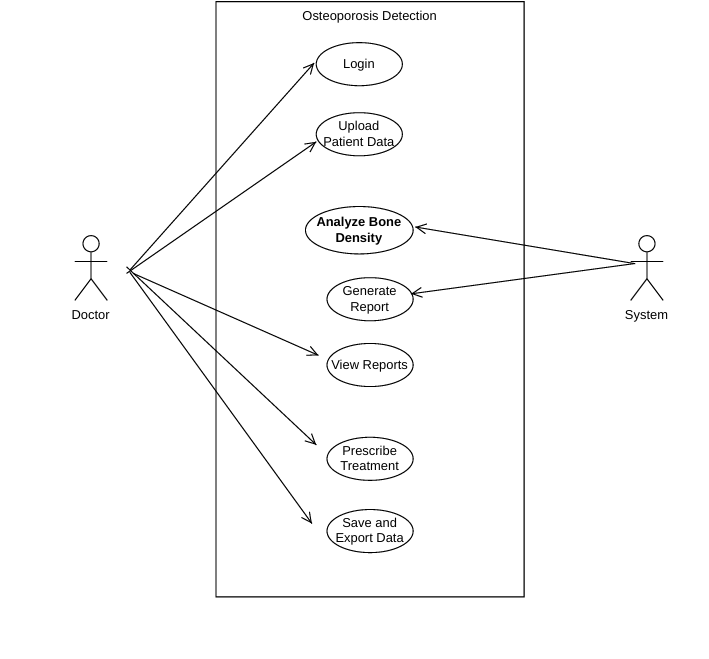 Osteoporosis Detection
Login
Upload
Patient Data
Analyze Bone
Density
Generate
Report
Doctor
System
View Reports
Prescribe
Treatment
Save and
Export Data